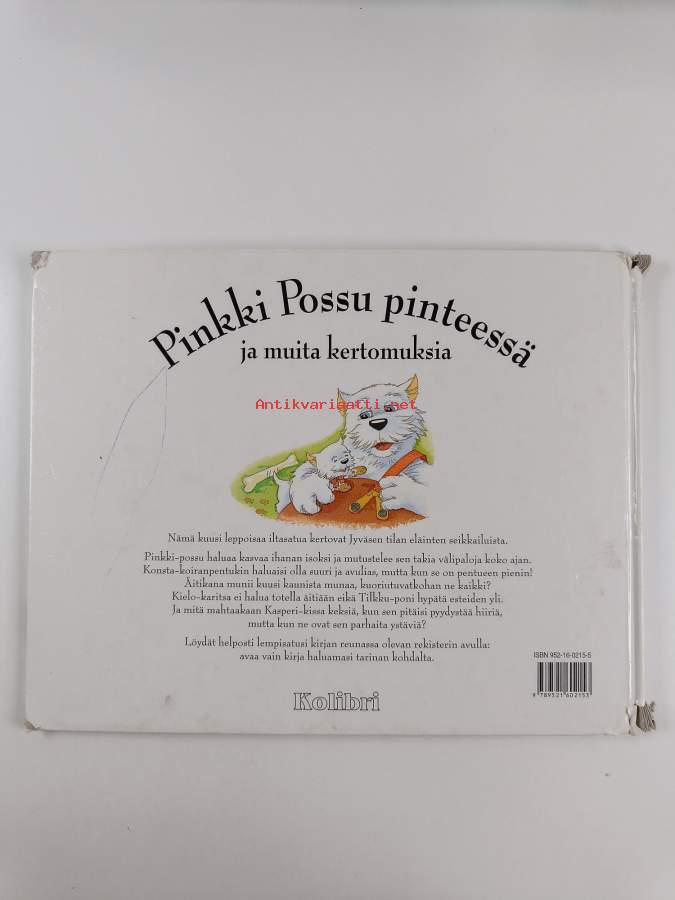 Pinkki Possu pinteessä
ja muita kertomuksia
Antikvariaatti.net
Nämä kuusi leppoisaa iltasatua kertovat Jyväsen tilan eläinten seikkailuista.
Pinkki-possu haluaa kasvaa ihanan isoksi ja mutustelee sen takia välipaloja koko ajan.
Konsta-koiranpentukin haluaisi olla suuri ja avulias, mutta kun se on pentueen pienin!
Äitikana munii kuusi kaunista munaa, kuoriutuvatkohan ne kaikki?
Kielo-karitsa ei halua totella äitiään eikä Tilkku-poni hypätä esteiden yli.
Ja mitä mahtaakaan Kasperi-kissa keksiä, kun sen pitäisi pyydystää hiiriä,
mutta kun ne ovat sen parhaita ystäviä?
Löydät helposti lempisatusi kirjan reunassa olevan rekisterin avulla:
avaa vain kirja haluamasi tarinan kohdalta.
ISBN 952-16-0215-5
9 789521 602153
Kolibri